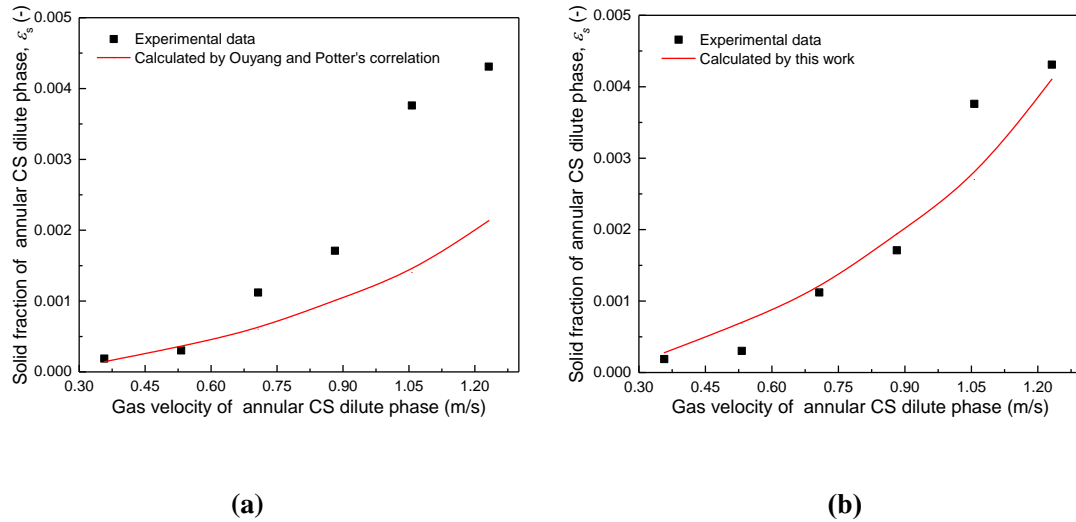 0.005
0.004
0.003
0.002
0.001
0.000
Solid fraction of annular CS dilute phase, εs (-)
Experimental data
Calculated by Ouyang and Potter's correlation
0.30 0.45 0.60 0.75 0.90 1.05 1.20
Gas velocity of annular CS dilute phase (m/s)
(a)
0.005
0.004
0.003
0.002
0.001
0.000
Solid fraction of annular CS dilute phase, εs (-)
Experimental data
Calculated by this work
0.30 0.45 0.60 0.75 0.90 1.05 1.20
Gas velocity of annular CS dilute phase (m/s)
(b)